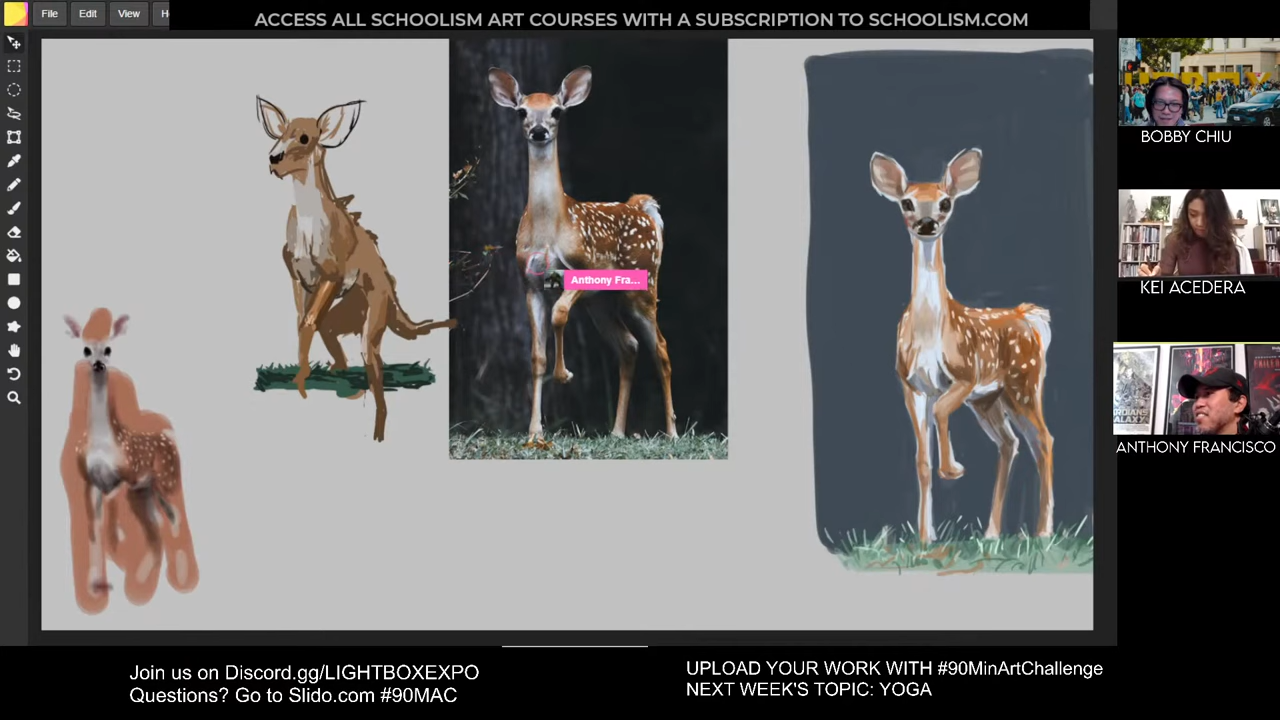 ACCESS ALL SCHOOLISM ART COURSES WITH A SUBSCRIPTION TO SCHOOLISM.COM
File Edit View
BOBBY CHIU
KEI ACEDERA
Anthony Fra...
ANTHONY FRANCISCO
Join us on Discord.gg/LIGHTBOXEXPO
Questions? Go to Slido.com #90MAC
UPLOAD YOUR WORK WITH #90MinArtChallenge
NEXT WEEK'S TOPIC: YOGA